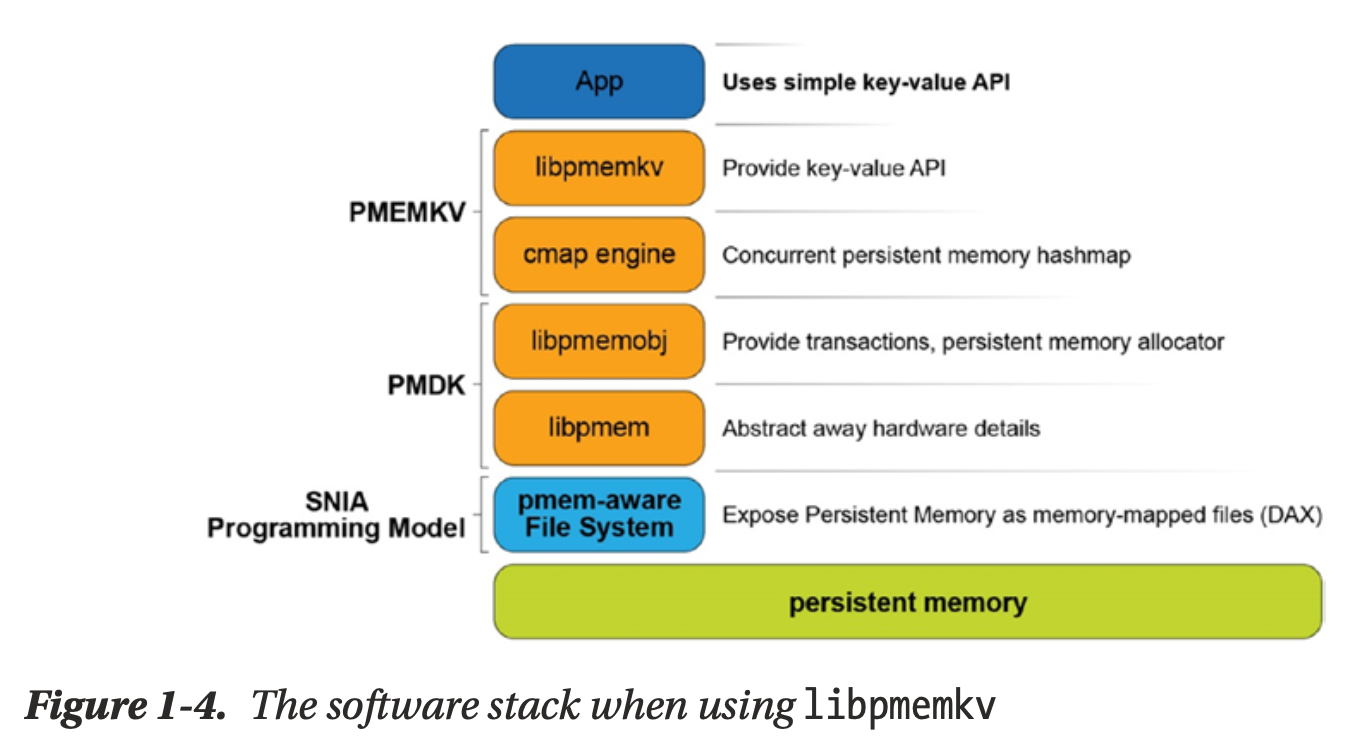 App
Uses simple key-value API
PMEMKV
libpmemkv
Provide key-value API
cmap engine
Concurrent persistent memory hashmap
PMDK
libpmemobj
Provide transactions, persistent memory allocator
libpmem
Abstract away hardware details
SNIA
Programming Model
pmem-aware
File System
Expose Persistent Memory as memory-mapped files (DAX)
persistent memory
Figure 1-4. The software stack when using libpmemkv